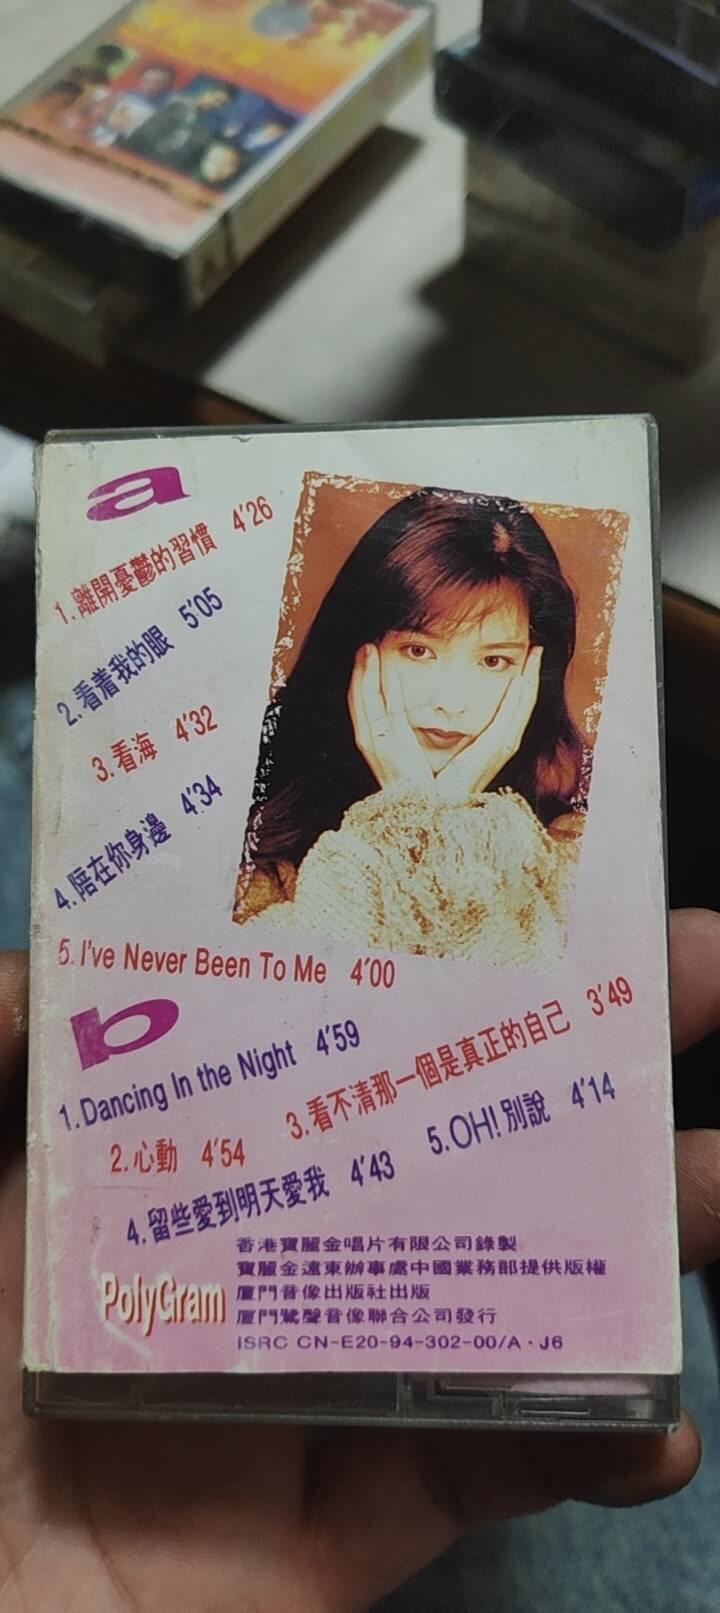 a
1.離開憂鬱的習慣 4'26
2.看着我的眼 5'05
3.看海 4'32
4.陪在你身邊 4'34
5.I've Never Been To Me 4'00
b
1.Dancing In the Night 4'59
2.心動 4'54
3.看不清那一個是真正的自己 3'49
4.留些愛到明天愛我 4'43
5.OH!別說 4'14
PolyGram
香港寶麗金唱片有限公司錄製
寶麗金遠東辦事處中國業務部提供版權
廈門音像出版社出版
廈門鷺聲音像聯合公司發行
ISRC CN-E20-94-302-00/A·J6